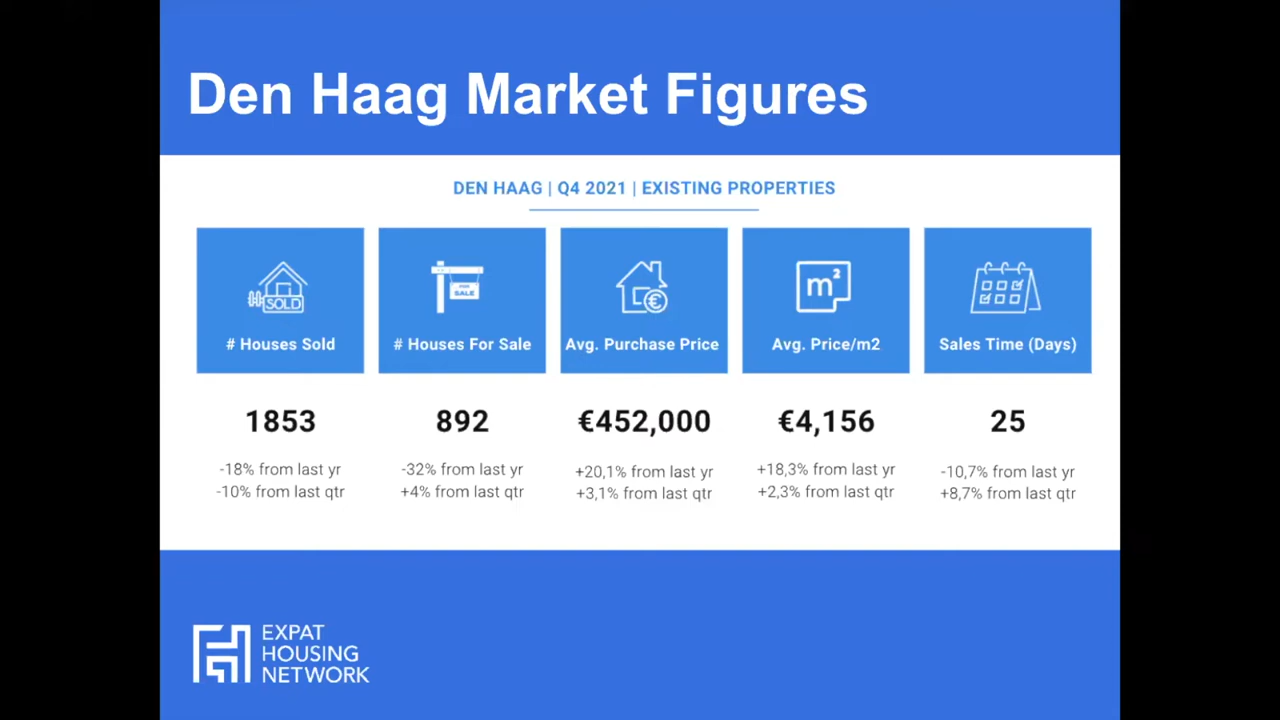 Den Haag Market Figures
DEN HAAG | Q4 2021 | EXISTING PROPERTIES
SOLD
FOR
SALE
€
m²
# Houses Sold
# Houses For Sale
Avg. Purchase Price
Avg. Price/m2
Sales Time (Days)
1853
892
€452,000
€4,156
25
-18% from last yr
-10% from last qtr
-32% from last yr
+4% from last qtr
+20,1% from last yr
+3,1% from last qtr
+18,3% from last yr
+2,3% from last qtr
-10,7% from last yr
+8,7% from last qtr
EXPAT
HOUSING
NETWORK